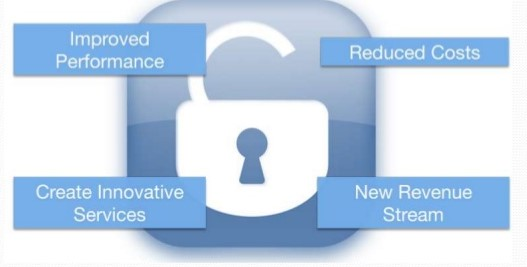 Improved
Performance
Reduced Costs
Create Innovative
Services
New Revenue
Stream